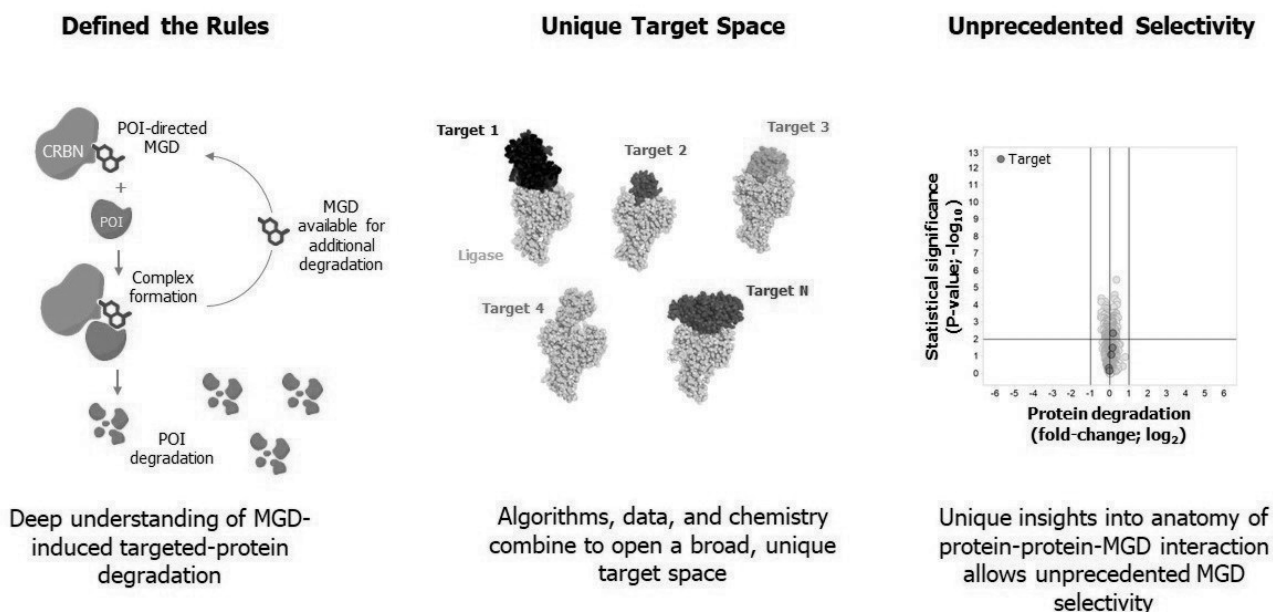 Defined the Rules
CRBN
POI-directed
MGD
+
POI
MGD
available for
additional
degradation
Complex
formation
POI
degradation
Deep understanding of MGD-
induced targeted-protein
degradation
Unique Target Space
Target 1
Target 2
Target 3
Ligase
Target 4
Target N
Algorithms, data, and chemistry
combine to open a broad, unique
target space
Unprecedented Selectivity
Statistical significance
(P-value; -log₁₀)
13
12
11
10
9
8
7
6
5
4
3
2
1
0
Target
-6 -5 -4 -3 -2 -1 0 1 2 3 4 5 6
Protein degradation
(fold-change; log₂)
Unique insights into anatomy of
protein-protein-MGD interaction
allows unprecedented MGD
selectivity